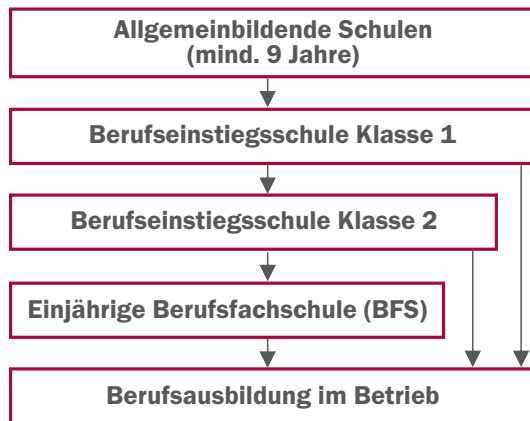 Allgemeinbildende Schulen
(mind. 9 Jahre)
Berufseinstiegsschule Klasse 1
Berufseinstiegsschule Klasse 2
Einjährige Berufsfachschule (BFS)
Berufsausbildung im Betrieb